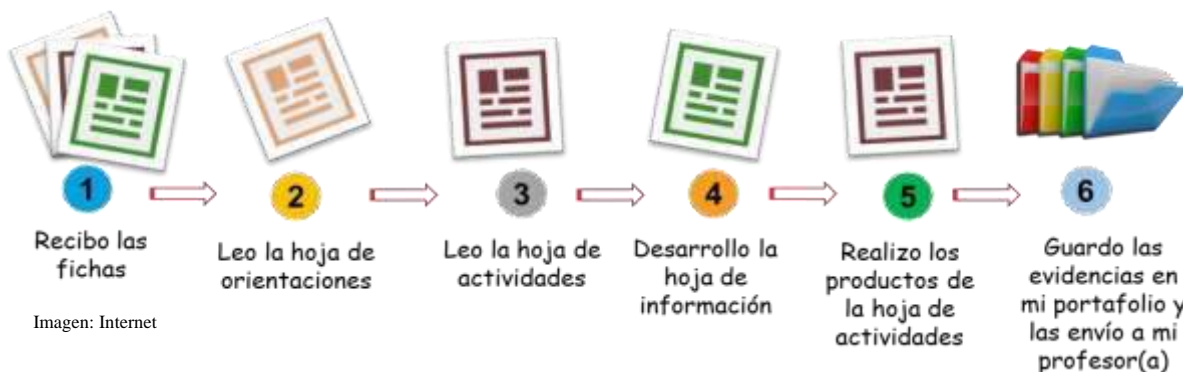 1
Recibo las
fichas
2
Leo la hoja de
orientaciones
3
Leo la hoja de
actividades
4
Desarrollo la
hoja de
información
5
Realizo los
productos de
la hoja de
actividades
6
Guardo las
evidencias en
mi portafolio y
las envío a mi
profesor(a)
Imagen: Internet